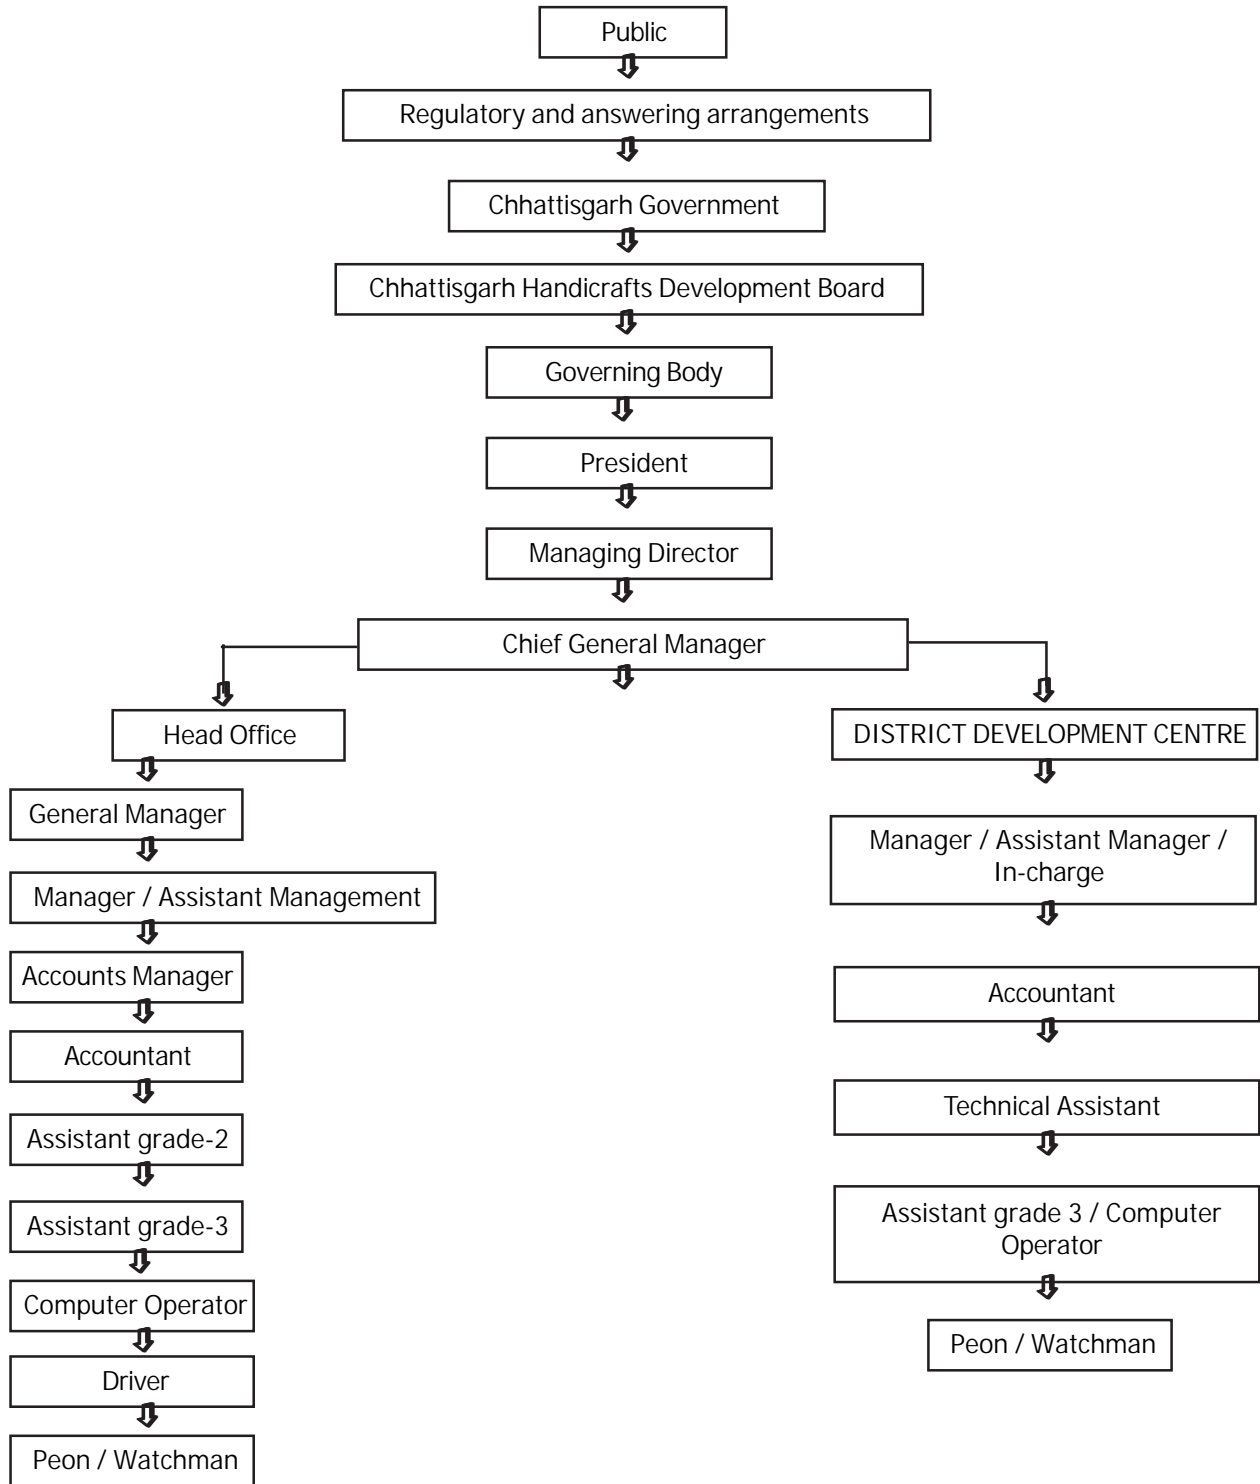 Public
Regulatory and answering arrangements
Chhattisgarh Government
Chhattisgarh Handicrafts Development Board
Governing Body
President
Managing Director
Chief General Manager
Head Office
General Manager
Manager / Assistant Management
Accounts Manager
Accountant
Assistant grade-2
Assistant grade-3
Computer Operator
Driver
Peon / Watchman
DISTRICT DEVELOPMENT CENTRE
Manager / Assistant Manager /
In-charge
Accountant
Technical Assistant
Assistant grade 3 / Computer
Operator
Peon / Watchman